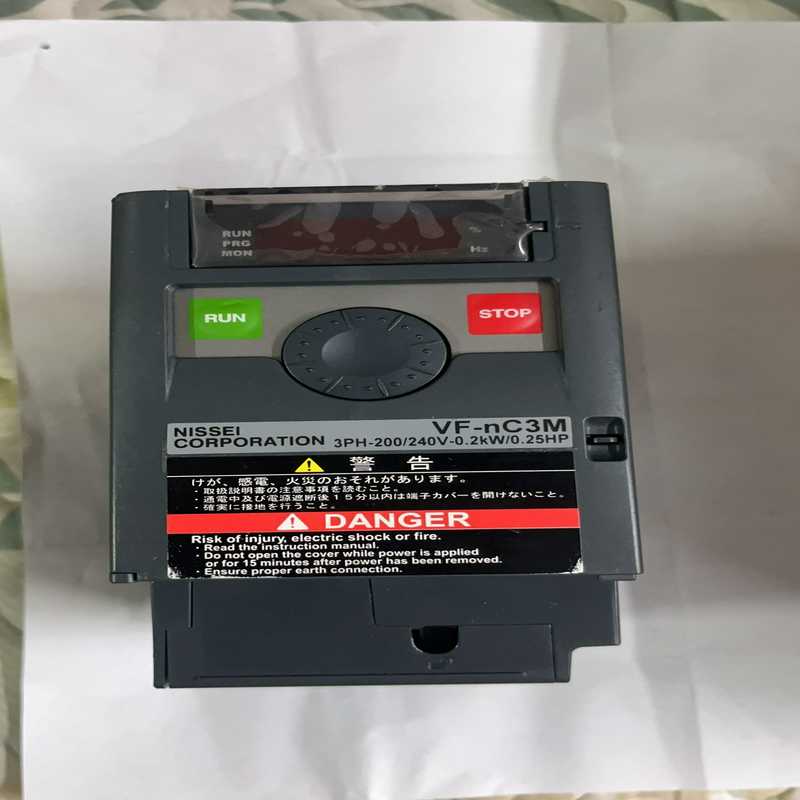 RUN
PRG
MON
%
Hz
RUN
STOP
NISSEI
CORPORATION
VF-nC3M
3PH-200/240V-0.2kW/0.25HP
警 告
けが、感電、火災のおそれがあります。
・取扱説明書の注意事項を読むこと。
・通電中及び電源遮断後15分以内は端子カバーを開けないこと。
・確実に接地を行うこと。
DANGER
Risk of injury, electric shock or fire.
・Read the instruction manual.
・Do not open the cover while power is applied
or for 15 minutes after power has been removed.
・Ensure proper earth connection.